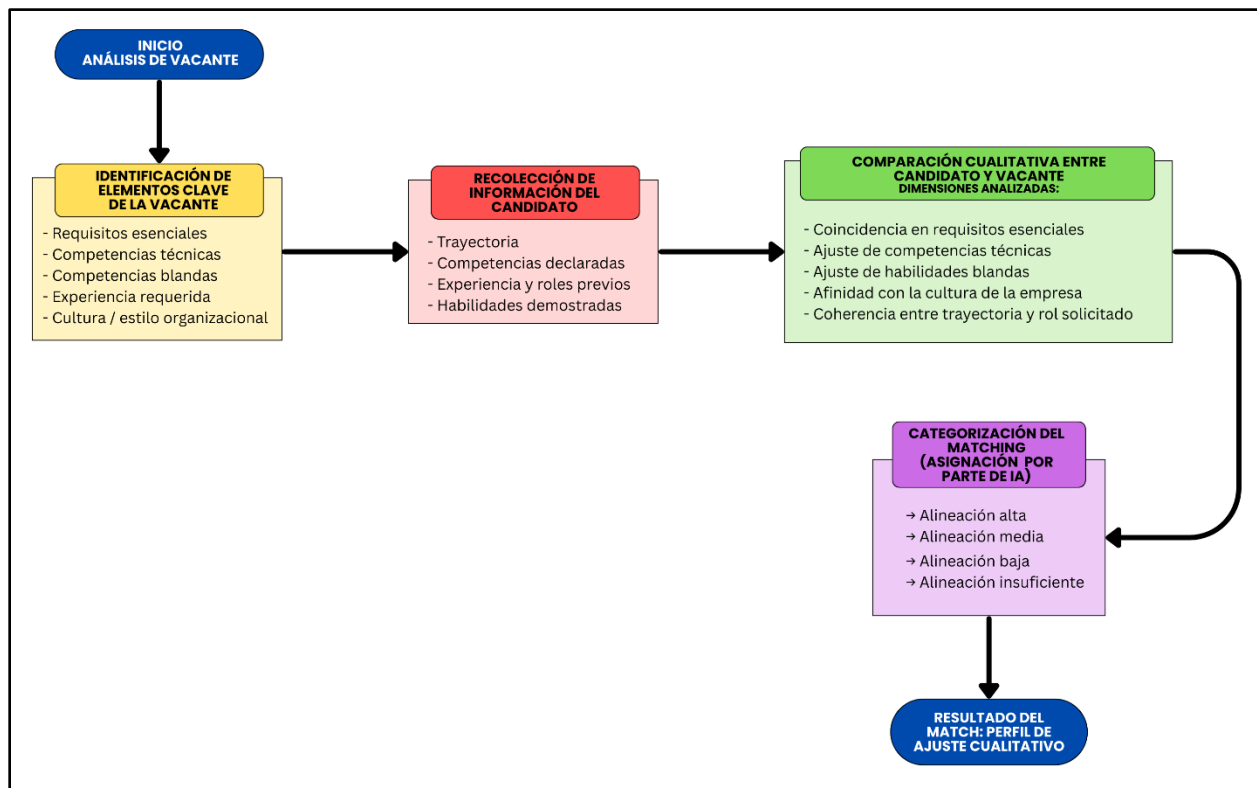 INICIO
ANÁLISIS DE VACANTE
IDENTIFICACIÓN DE
ELEMENTOS CLAVE
DE LA VACANTE
- Requisitos esenciales
- Competencias técnicas
- Competencias blandas
- Experiencia requerida
- Cultura / estilo organizacional
RECOLECCIÓN DE
INFORMACIÓN DEL
CANDIDATO
- Trayectoria
- Competencias declaradas
- Experiencia y roles previos
- Habilidades demostradas
COMPARACIÓN CUALITATIVA ENTRE
CANDIDATO Y VACANTE
DIMENSIONES ANALIZADAS:
- Coincidencia en requisitos esenciales
- Ajuste de competencias técnicas
- Ajuste de habilidades blandas
- Afinidad con la cultura de la empresa
- Coherencia entre trayectoria y rol solicitado
CATEGORIZACIÓN DEL
MATCHING
(ASIGNACIÓN POR
PARTE DE IA)
→ Alineación alta
→ Alineación media
→ Alineación baja
→ Alineación insuficiente
RESULTADO DEL
MATCH: PERFIL DE
AJUSTE CUALITATIVO